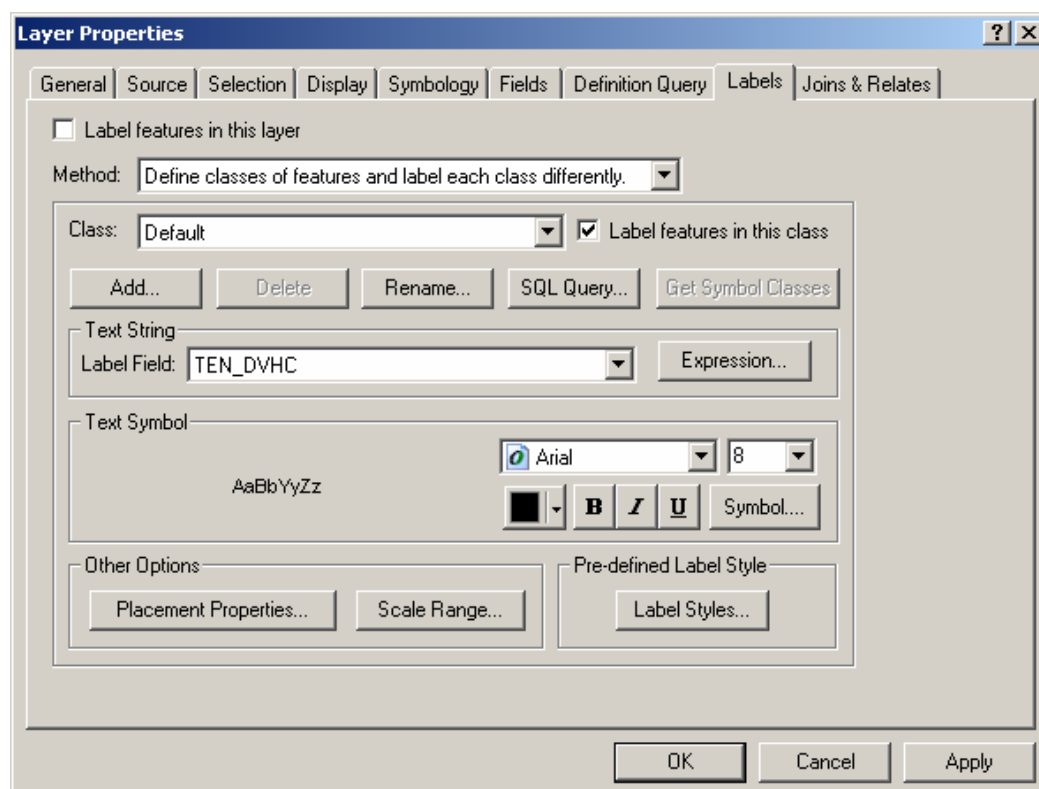 Layer Properties
General Source Selection Display Symbology Fields Definition Query Labels Joins & Relates
Label features in this layer
Method: Define classes of features and label each class differently.
Class: Default Label features in this class
Add... Delete Rename... SQL Query... Get Symbol Classes
Text String
Label Field: TEN_DVHC Expression...
Text Symbol
AaBbYyZz
O Arial 8
B I U Symbol....
Other Options Pre-defined Label Style
Placement Properties... Scale Range... Label Styles...
OK Cancel Apply